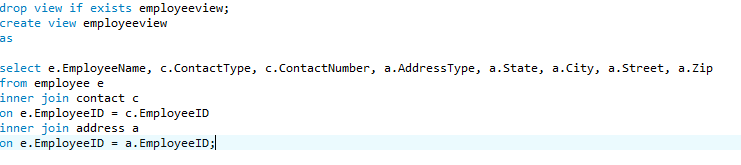 drop view if exists employeeview;
create view employeeview
as
select e.EmployeeName, c.ContactType, c.ContactNumber, a.AddressType, a.State, a.City, a.Street, a.Zip
from employee e
inner join contact c
on e.EmployeeID = c.EmployeeID
inner join address a
on e.EmployeeID = a.EmployeeID;